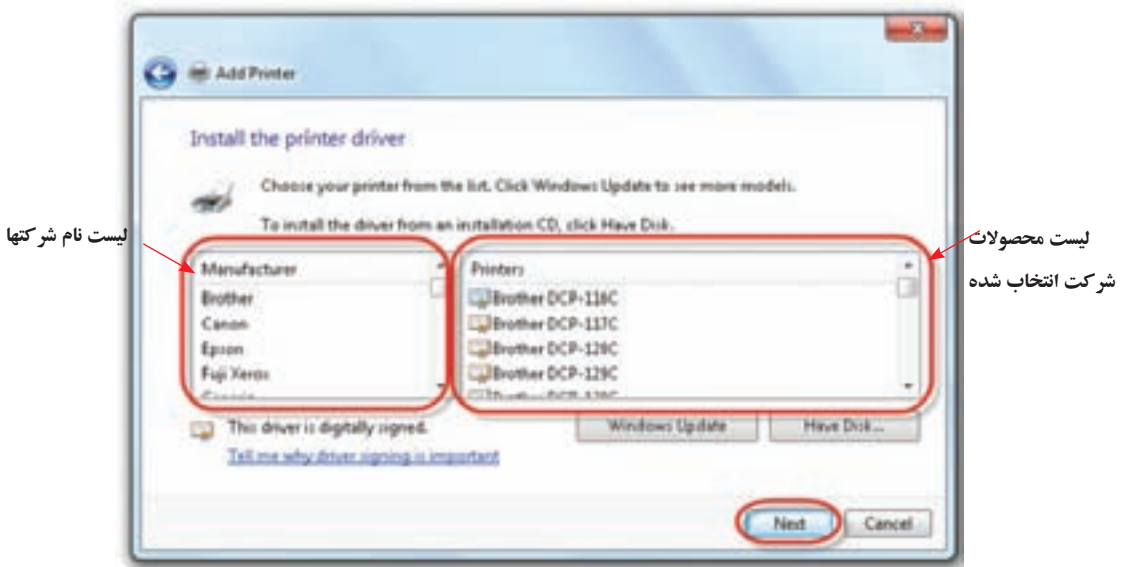 Add Printer
Install the printer driver
Choose your printer from the list. Click Windows Update to see more models.
To install the driver from an installation CD, click Have Disk.
لیست نام شرکتها
Manufacturer
Brother
Canon
Epson
Fuji Xerox
Generic
Printers
Brother DCP-116C
Brother DCP-117C
Brother DCP-128C
Brother DCP-129C
لیست محصولات
شرکت انتخاب شده
This driver is digitally signed.
Windows Update
Have Disk...
Tell me why driver signing is important
Next
Cancel